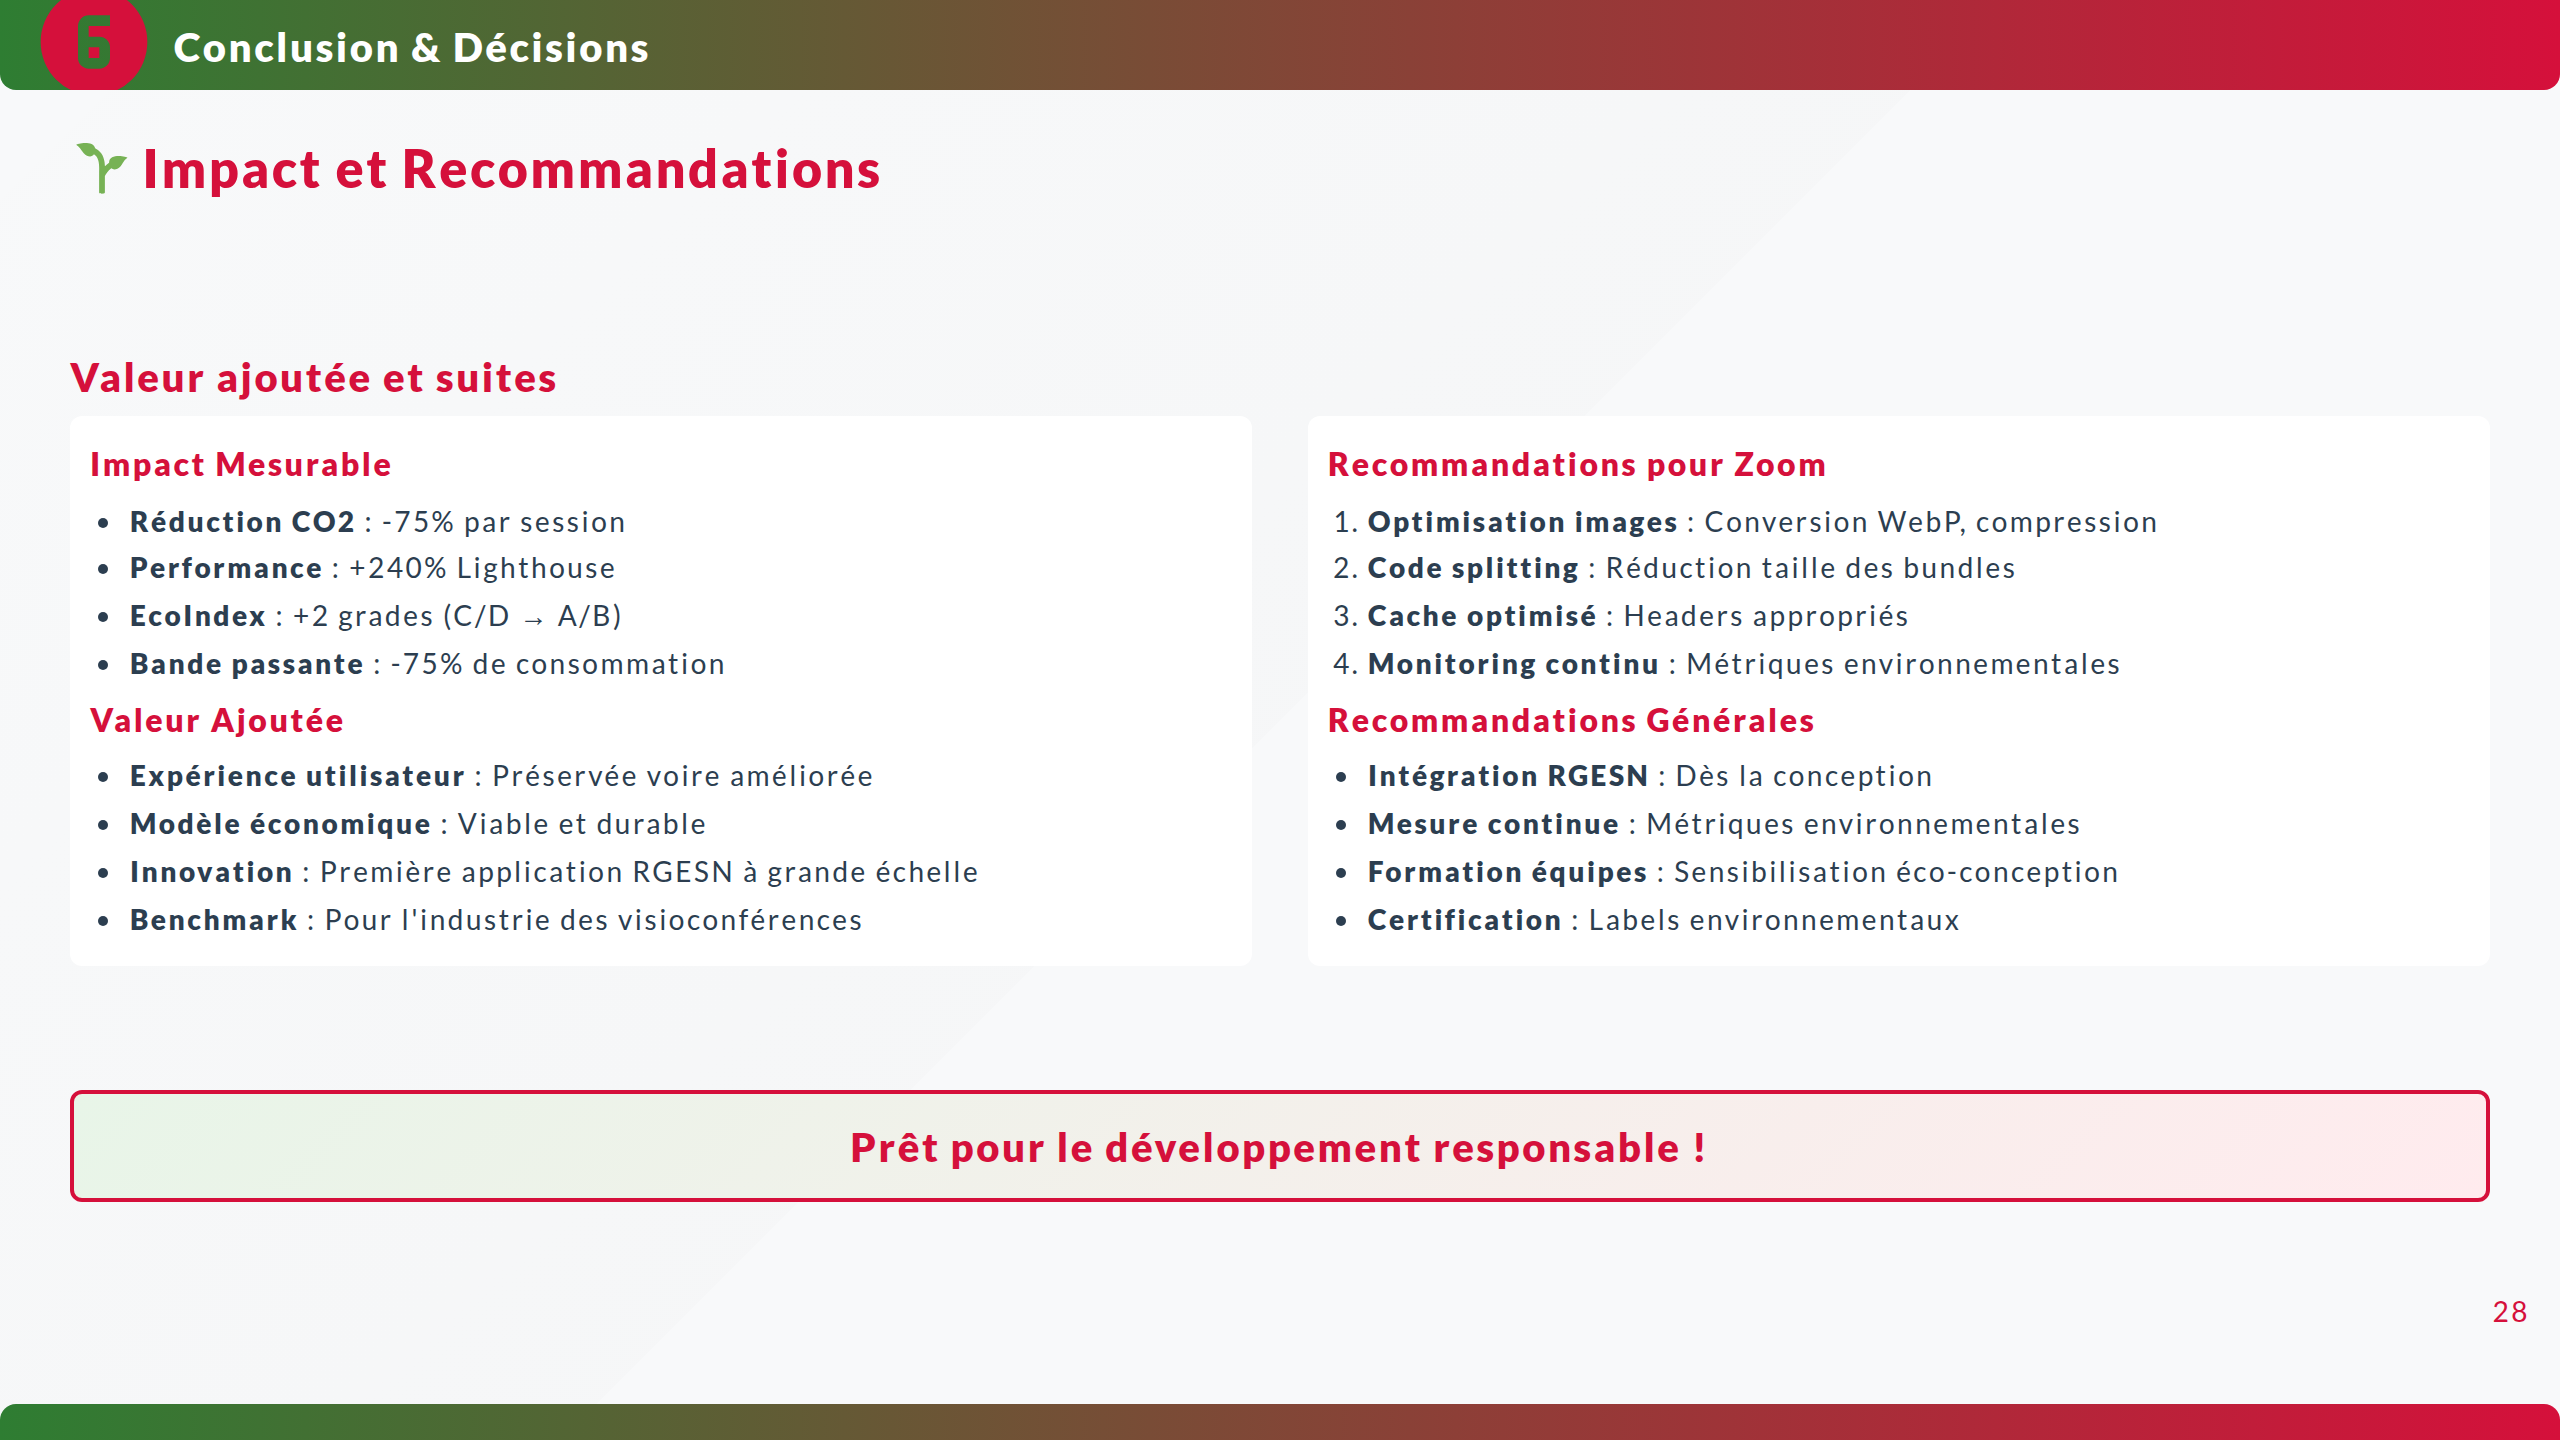 6 Conclusion & Décisions
Impact et Recommandations
Valeur ajoutée et suites
Impact Mesurable
• Réduction CO2 : -75% par session
• Performance : +240% Lighthouse
• EcoIndex : +2 grades (C/D → A/B)
• Bande passante : -75% de consommation
Valeur Ajoutée
• Expérience utilisateur : Préservée voire améliorée
• Modèle économique : Viable et durable
• Innovation : Première application RGESN à grande échelle
• Benchmark : Pour l'industrie des visioconférences
Recommandations pour Zoom
1. Optimisation images : Conversion WebP, compression
2. Code splitting : Réduction taille des bundles
3. Cache optimisé : Headers appropriés
4. Monitoring continu : Métriques environnementales
Recommandations Générales
• Intégration RGESN : Dès la conception
• Mesure continue : Métriques environnementales
• Formation équipes : Sensibilisation éco-conception
• Certification : Labels environnementaux
Prêt pour le développement responsable !
28